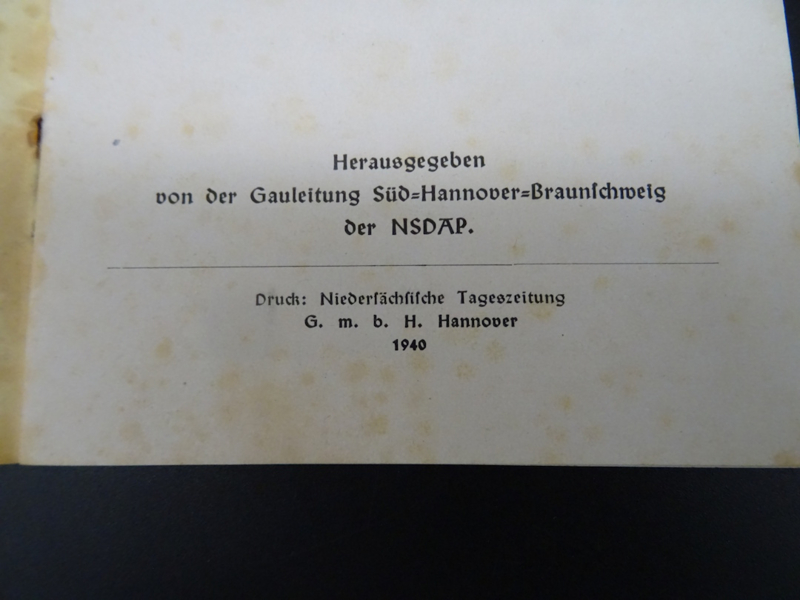 Herausgegeben
von der Gauleitung Süd=Hannover=Braunſchweig
der NSDAP.
Druck: Niederſächſiſche Tageszeitung
G. m. b. H. Hannover
1940